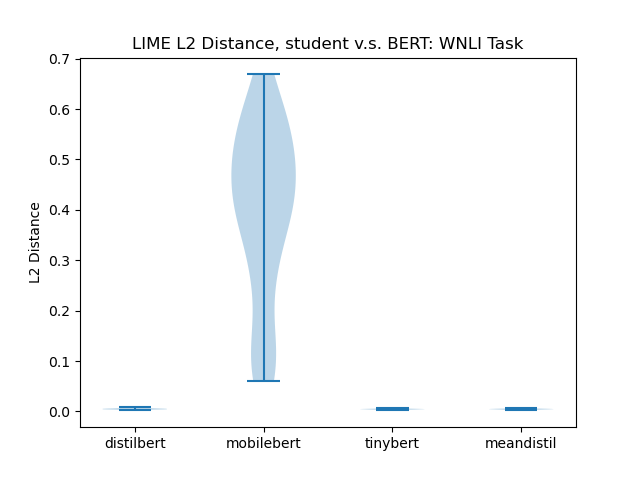 LIME L2 Distance, student v.s. BERT: WNLI Task
L2 Distance
0.7
0.6
0.5
0.4
0.3
0.2
0.1
0.0
distilbert
mobilebert
tinybert
meandistil